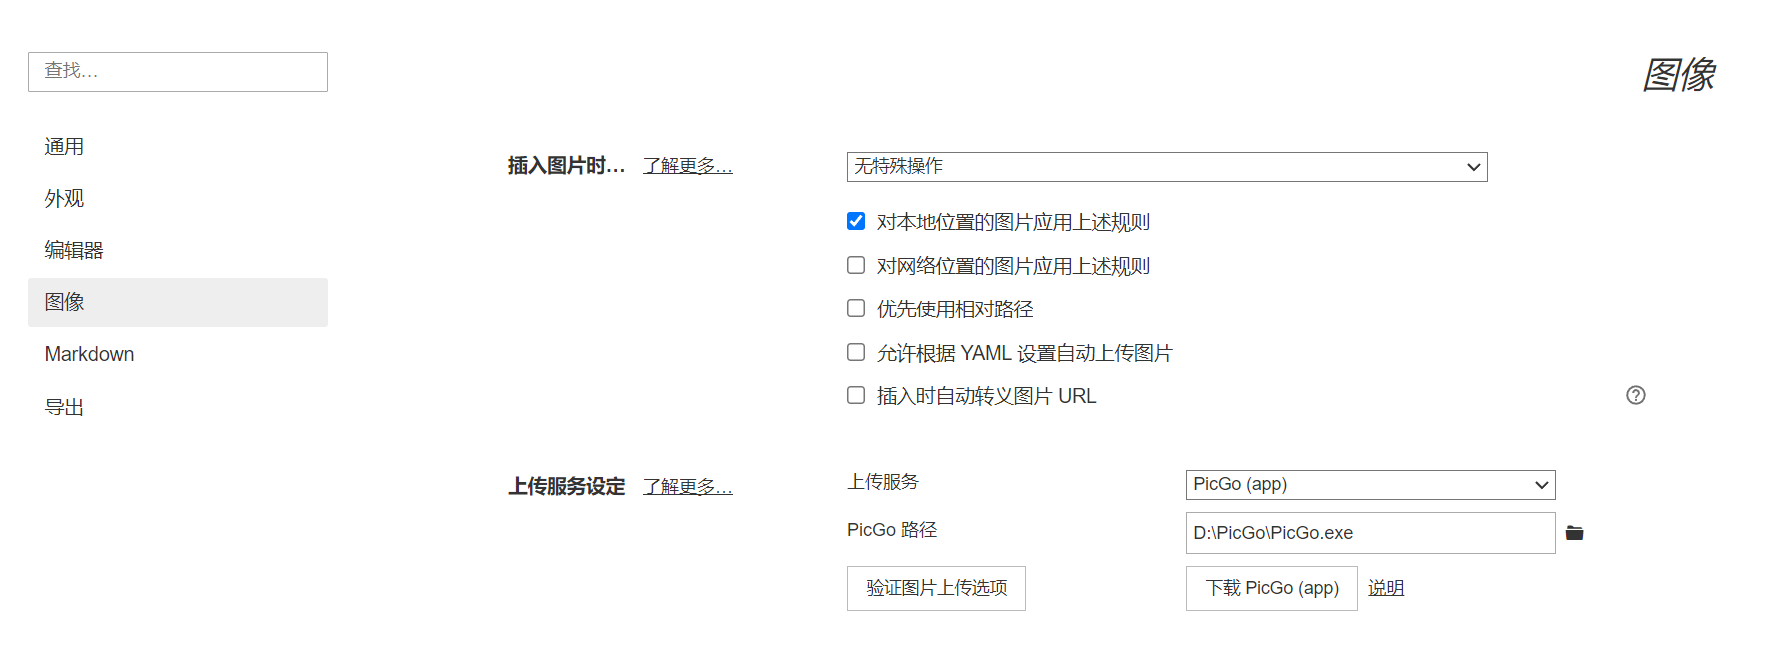 查找...
图像
通用
外观
编辑器
图像
Markdown
导出
插入图片时... 了解更多... 无特殊操作
对本地位置的图片应用上述规则
对网络位置的图片应用上述规则
优先使用相对路径
允许根据 YAML 设置自动上传图片
插入时自动转义图片 URL
上传服务设定 了解更多... 上传服务 PicGo (app)
PicGo 路径 D:\PicGo\PicGo.exe
验证图片上传选项 下载 PicGo (app) 说明